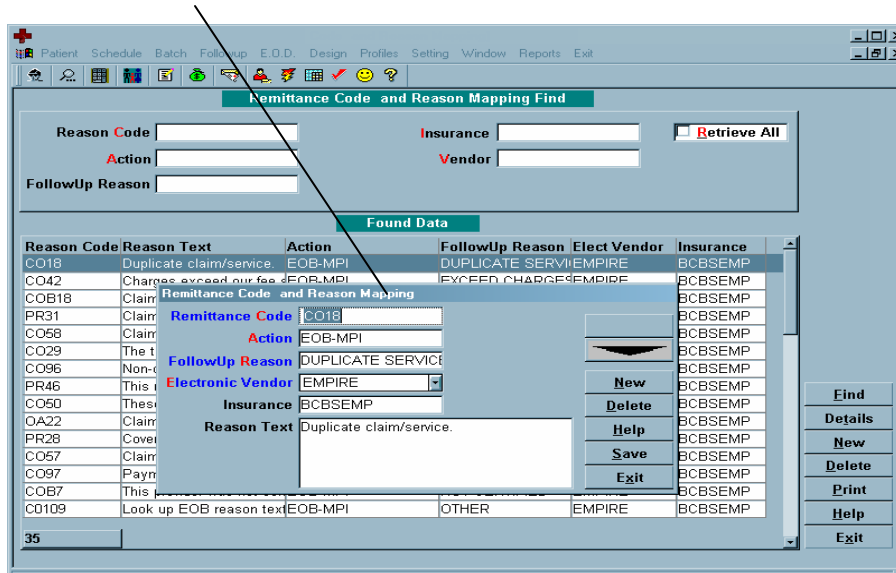 Patient Schedule Batch Followup E.O.D. Design Profiles Setting Window Reports Exit
Remittance Code and Reason Mapping Find
Reason Code Insurance Retrieve All
Action Vendor
FollowUp Reason
Found Data
Reason Code Reason Text Action FollowUp Reason Elect Vendor Insurance
CO18 Duplicate claim/service. EOB-MPI DUPLICATE SERVI EMPIRE BCBSEMP
CO42 Charges exceed our fee s EOB-MPI EXCEED CHARGES EMPIRE BCBSEMP
COB18 Claim BCBSEMP
PR31 Claim BCBSEMP
CO58 Claim BCBSEMP
CO29 The t BCBSEMP
CO96 Non-c BCBSEMP
PR46 This BCBSEMP
CO50 These BCBSEMP
OA22 Claim BCBSEMP
PR28 Cover BCBSEMP
CO57 Claim BCBSEMP
CO97 Paym BCBSEMP
COB7 This EOB-MPI EMPIRE BCBSEMP
C0109 Look up EOB reason text EOB-MPI OTHER EMPIRE BCBSEMP
35
Remittance Code and Reason Mapping
Remittance Code CO18
Action EOB-MPI
FollowUp Reason DUPLICATE SERVICE
Electronic Vendor EMPIRE
Insurance BCBSEMP
Reason Text Duplicate claim/service.
New
Delete
Help
Save
Exit
Find
Details
New
Delete
Print
Help
Exit